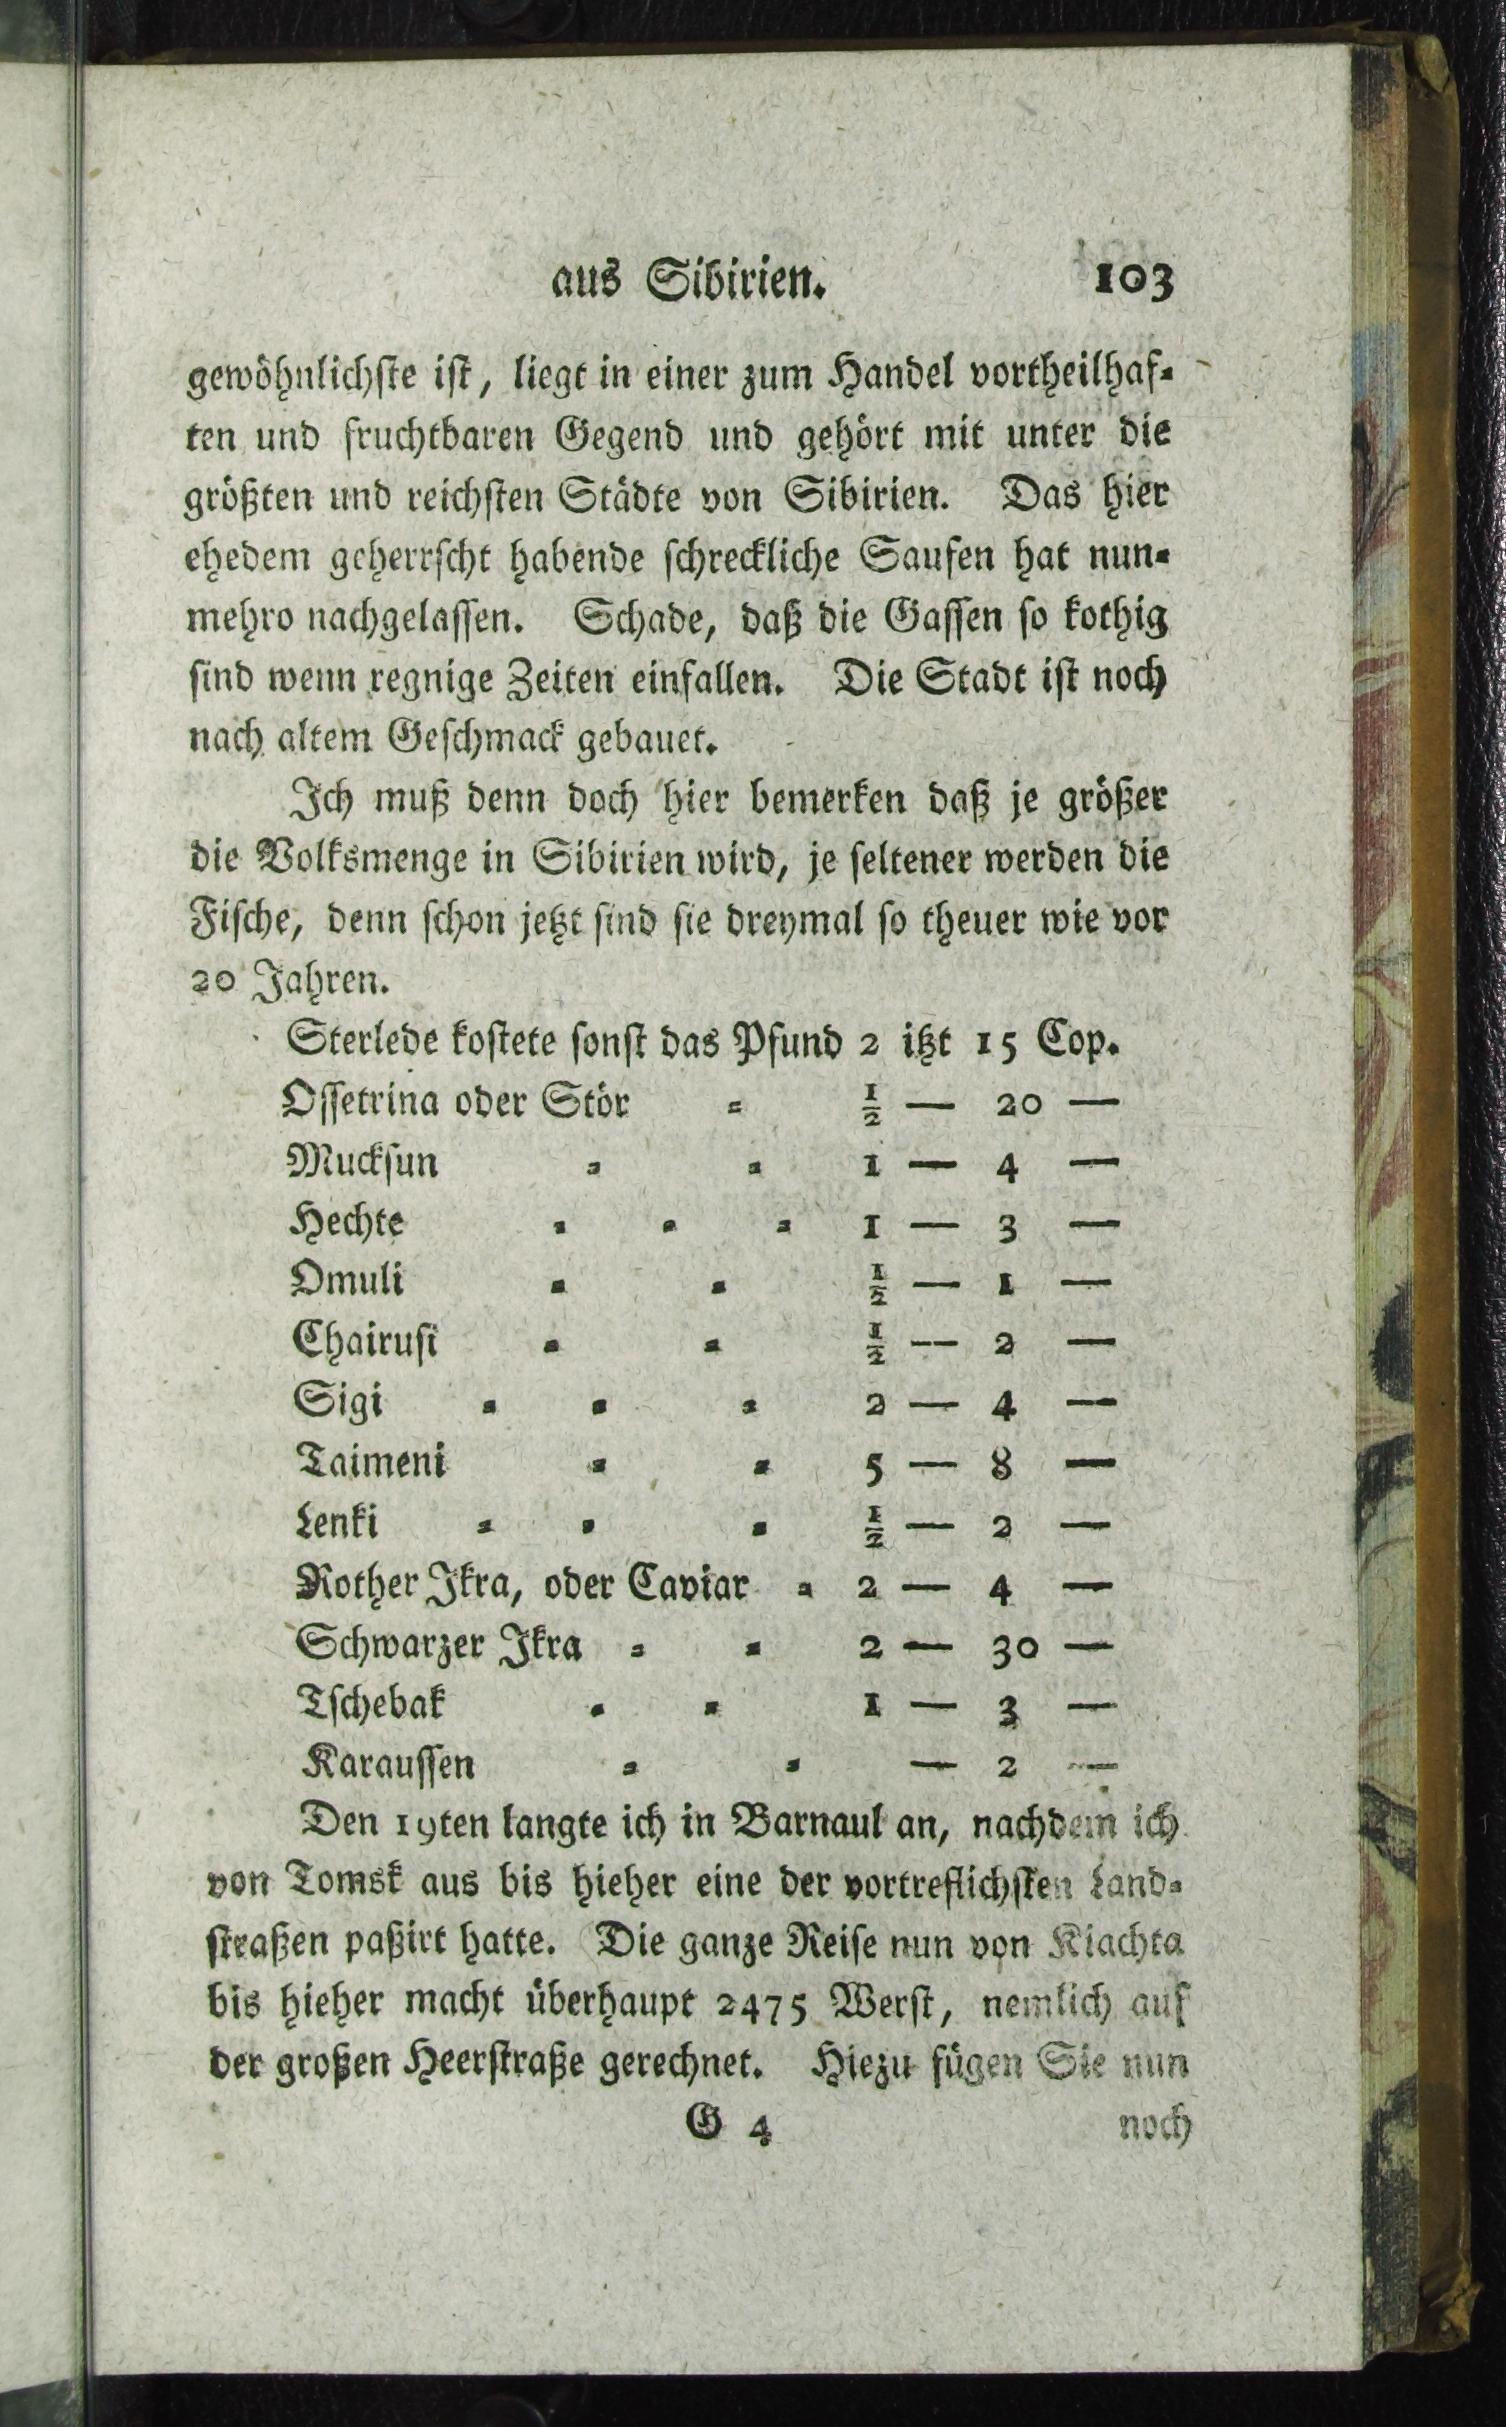 aus Sibirien. 103
gewöhnlichste ist, liegt in einer zum Handel vortheilhaf-
ten und fruchtbaren Gegend und gehört mit unter die
größten und reichsten Städte von Sibirien. Das hier
ehedem geherrscht habende schreckliche Saufen hat nun-
mehro nachgelassen. Schade, daß die Gassen so kothig
sind wenn regnige Zeiten einfallen. Die Stadt ist noch
nach altem Geschmack gebauet.
Ich muß denn doch hier bemerken daß je größer
die Volksmenge in Sibirien wird, je seltener werden die
Fische, denn schon jetzt sind sie dreymal so theuer wie vor
20 Jahren.
Sterlede kostete sonst das Pfund 2 itzt 15 Cop.
Ossetrina oder Stör = ½ — 20 —
Mucksun = = 1 — 4 —
Hechte = = = 1 — 3 —
Omuli = = ½ — 1 —
Chairusi = = ½ — 2 —
Sigi = = = 2 — 4 —
Taimeni = = 5 — 8 —
Lenki = = = ½ — 2 —
Rother Ikra, oder Caviar = 2 — 4 —
Schwarzer Ikra = = 2 — 30 —
Tschebak = = 1 — 3 —
Karaussen = = — 2 —
Den 19ten langte ich in Barnaul an, nachdem ich
von Tomsk aus bis hieher eine der vortreflichsten Land-
straßen paßirt hatte. Die ganze Reise nun von Kiachta
bis hieher macht überhaupt 2475 Werst, nemlich auf
der großen Heerstraße gerechnet. Hiezu fügen Sie nun
G 4 noch